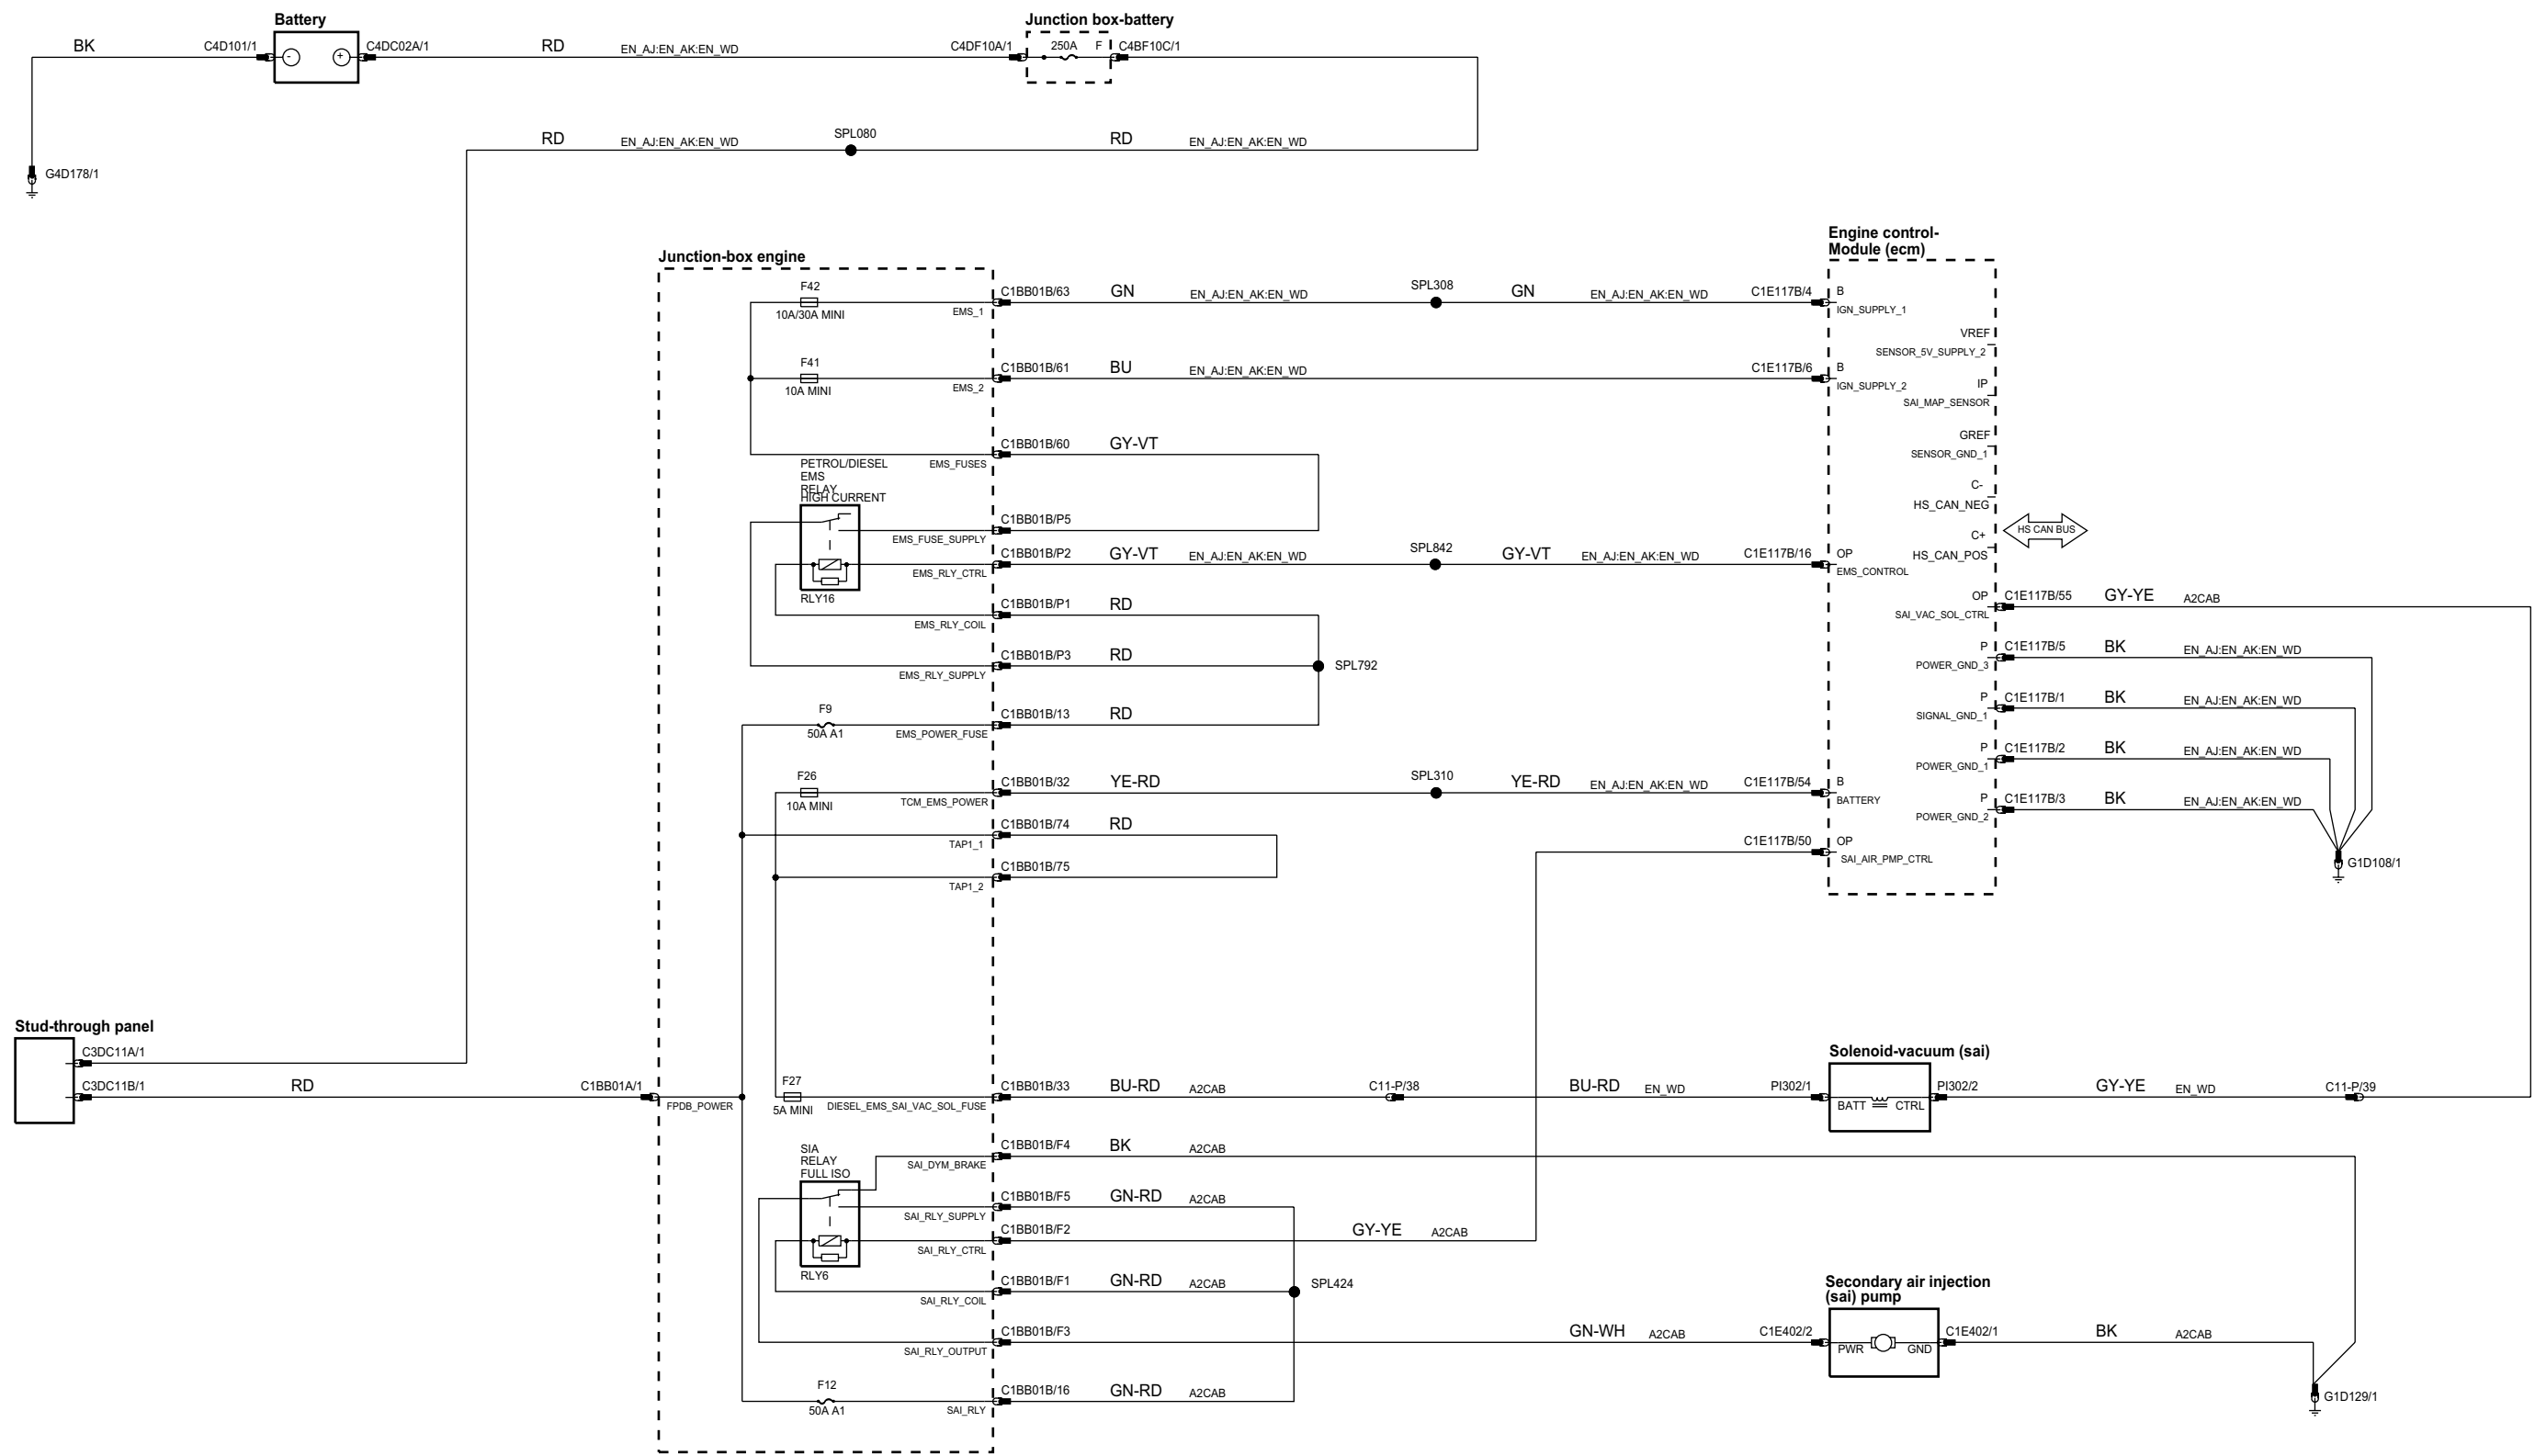 Battery
Junction box-battery
BK
C4D101/1
-
+
C4DC02A/1
RD
EN_AJ:EN_AK:EN_WD
C4DF10A/1
250A
F
C4BF10C/1
RD
EN_AJ:EN_AK:EN_WD
SPL080
RD
EN_AJ:EN_AK:EN_WD
G4D178/1
Junction-box engine
Engine control-
Module (ecm)
F42
10A/30A MINI
EMS_1
C1BB01B/63
GN
EN_AJ:EN_AK:EN_WD
SPL308
GN
EN_AJ:EN_AK:EN_WD
C1E117B/4
B
IGN_SUPPLY_1
VREF
SENSOR_5V_SUPPLY_2
F41
10A MINI
EMS_2
C1BB01B/61
BU
EN_AJ:EN_AK:EN_WD
C1E117B/6
B
IGN_SUPPLY_2
IP
SAI_MAP_SENSOR
GREF
SENSOR_GND_1
C1BB01B/60
GY-VT
EMS_FUSES
PETROL/DIESEL
EMS
RELAY
HIGH CURRENT
C-
HS_CAN_NEG
C1BB01B/P5
EMS_FUSE_SUPPLY
C+
HS_CAN_POS
HS CAN BUS
C1BB01B/P2
GY-VT
EN_AJ:EN_AK:EN_WD
SPL842
GY-VT
EN_AJ:EN_AK:EN_WD
C1E117B/16
OP
EMS_CONTROL
EMS_RLY_CTRL
RLY16
C1BB01B/P1
RD
EMS_RLY_COIL
OP
SAI_VAC_SOL_CTRL
C1E117B/55
GY-YE
A2CAB
C1BB01B/P3
RD
EMS_RLY_SUPPLY
SPL792
P
POWER_GND_3
C1E117B/5
BK
EN_AJ:EN_AK:EN_WD
F9
50A A1
EMS_POWER_FUSE
C1BB01B/13
RD
P
SIGNAL_GND_1
C1E117B/1
BK
EN_AJ:EN_AK:EN_WD
P
POWER_GND_1
C1E117B/2
BK
EN_AJ:EN_AK:EN_WD
F26
10A MINI
TCM_EMS_POWER
C1BB01B/32
YE-RD
SPL310
YE-RD
EN_AJ:EN_AK:EN_WD
C1E117B/54
B
BATTERY
P
POWER_GND_2
C1E117B/3
BK
EN_AJ:EN_AK:EN_WD
C1BB01B/74
RD
TAP1_1
C1E117B/50
OP
SAI_AIR_PMP_CTRL
G1D108/1
C1BB01B/75
TAP1_2
Stud-through panel
C3DC11A/1
C3DC11B/1
RD
C1BB01A/1
FPDB_POWER
F27
5A MINI
DIESEL_EMS_SAI_VAC_SOL_FUSE
C1BB01B/33
BU-RD
A2CAB
C11-P/38
BU-RD
EN_WD
Solenoid-vacuum (sai)
PI302/1
BATT
CTRL
PI302/2
GY-YE
EN_WD
C11-P/39
SIA
RELAY
FULL ISO
SAI_DYM_BRAKE
C1BB01B/F4
BK
A2CAB
C1BB01B/F5
GN-RD
A2CAB
SAI_RLY_SUPPLY
C1BB01B/F2
GY-YE
A2CAB
SAI_RLY_CTRL
RLY6
C1BB01B/F1
GN-RD
A2CAB
SAI_RLY_COIL
SPL424
Secondary air injection
(sai) pump
C1BB01B/F3
GN-WH
A2CAB
SAI_RLY_OUTPUT
C1E402/2
PWR
GND
C1E402/1
BK
A2CAB
F12
50A A1
SAI_RLY
C1BB01B/16
GN-RD
A2CAB
G1D129/1